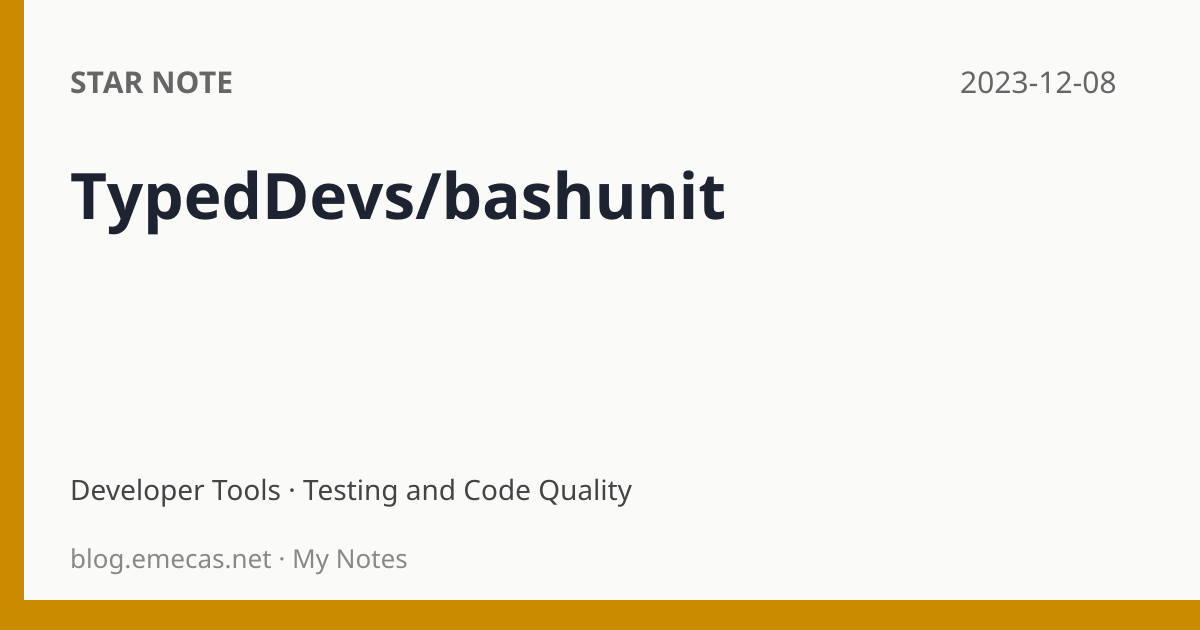 STAR NOTE
2023-12-08
TypedDevs/bashunit
Developer Tools · Testing and Code Quality
blog.emecas.net · My Notes